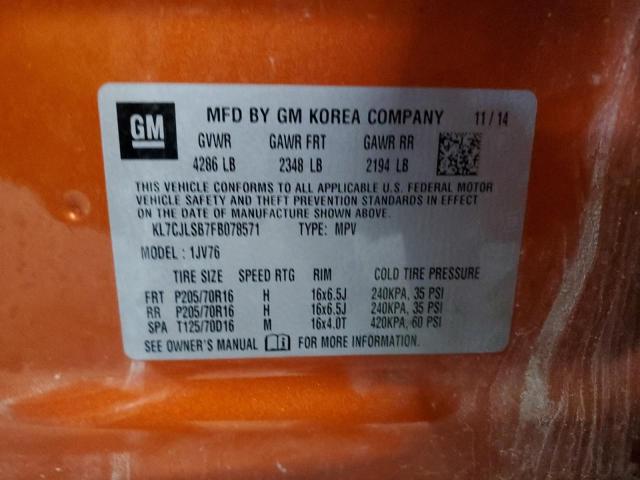 GM
MFD BY GM KOREA COMPANY 11/14
GVWR GAWR FRT GAWR RR
4286 LB 2348 LB 2194 LB
THIS VEHICLE CONFORMS TO ALL APPLICABLE U.S. FEDERAL MOTOR
VEHICLE SAFETY AND THEFT PREVENTION STANDARDS IN EFFECT
ON THE DATE OF MANUFACTURE SHOWN ABOVE.
KL7CJLSB7FB078571 TYPE: MPV
MODEL: 1JV76
TIRE SIZE SPEED RTG RIM COLD TIRE PRESSURE
FRT P205/70R16 H 16x6.5J 240KPA, 35 PSI
RR P205/70R16 H 16x6.5J 240KPA, 35 PSI
SPA T125/70D16 M 16x4.0T 420KPA, 60 PSI
SEE OWNER'S MANUAL FOR MORE INFORMATION.